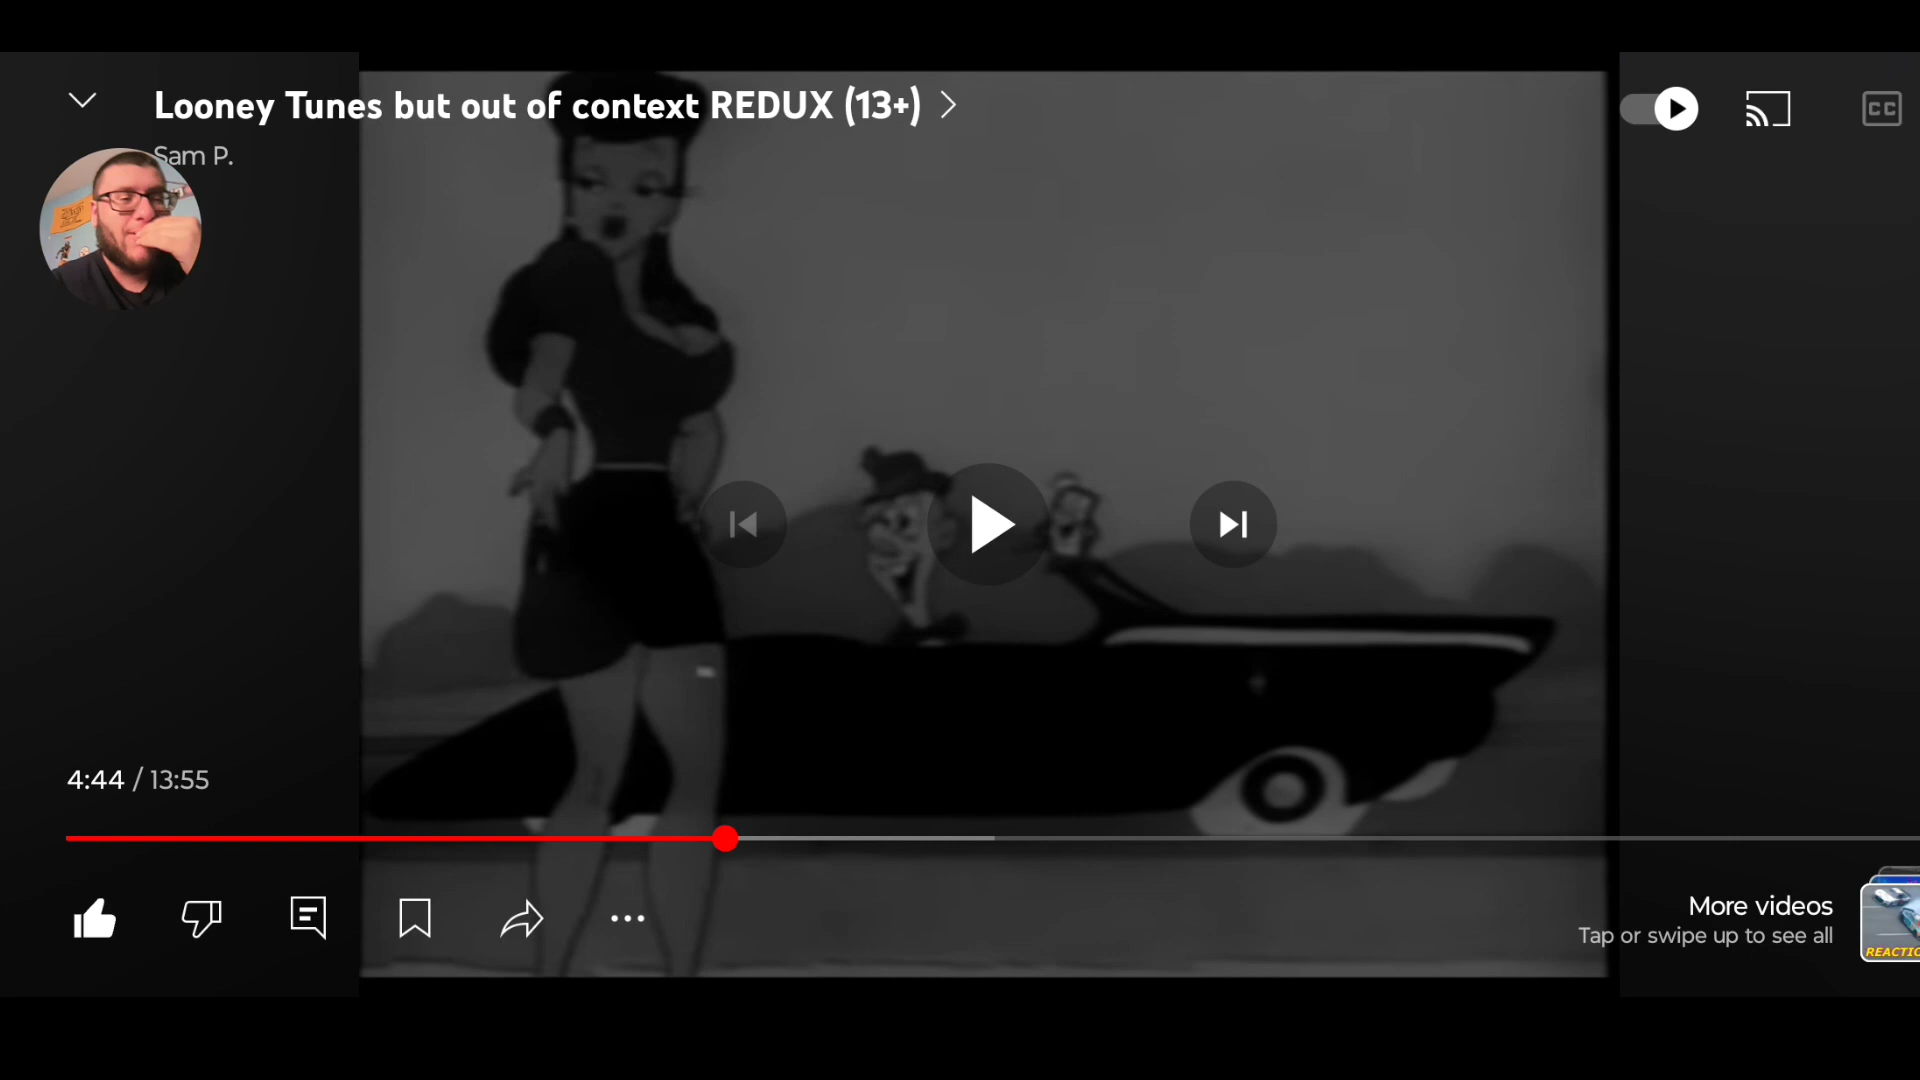 Looney Tunes but out of context REDUX (13+)
Sam P.
CC
4:44 / 13:55
More videos
Tap or swipe up to see all